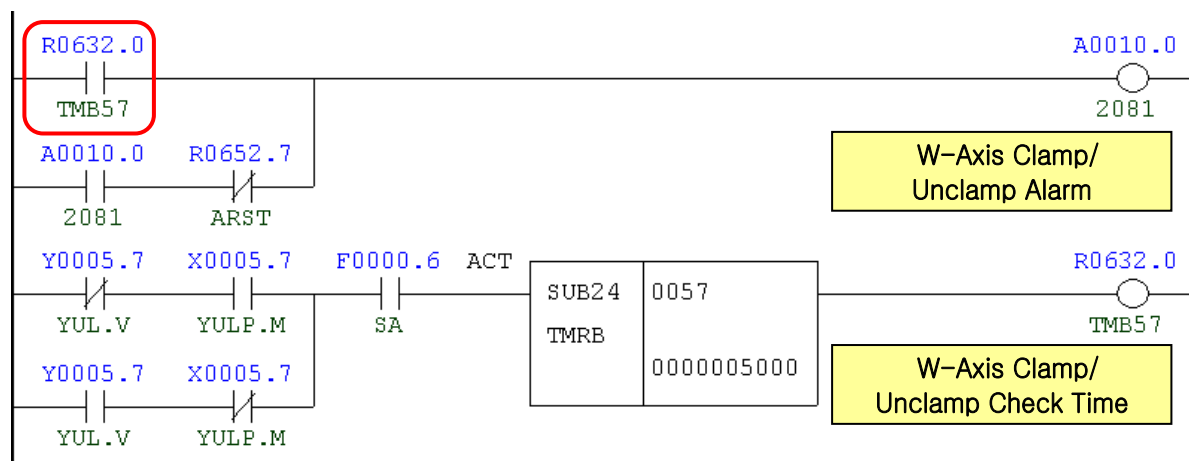 R0632.0
A0010.0
TMB57
2081
A0010.0 R0652.7
W-Axis Clamp/
Unclamp Alarm
2081 ARST
Y0005.7 X0005.7 F0000.6 ACT
R0632.0
SUB24 0057
YUL.V YULP.M SA
TMRB
TMB57
0000005000
Y0005.7 X0005.7
W-Axis Clamp/
Unclamp Check Time
YUL.V YULP.M